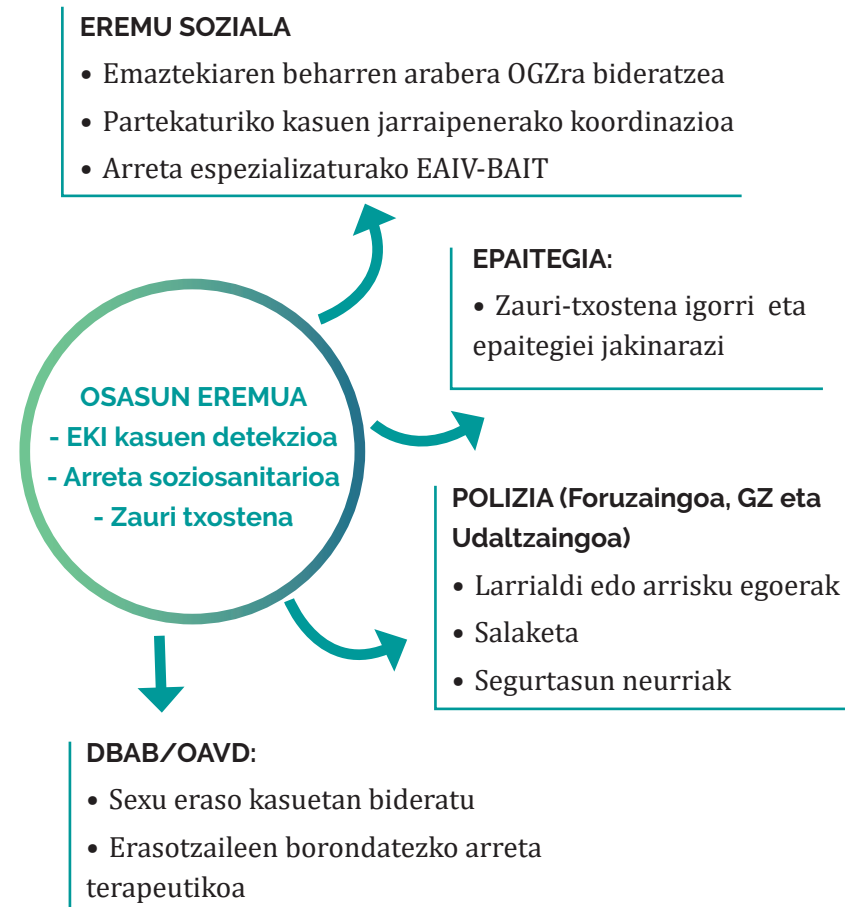 EREMU SOZIALA
• Emaztekiaren beharren arabera OGZra bideratzea
• Partekaturiko kasuen jarraipenerako koordinazioa
• Arreta espezializaturako EAIV-BAIT
EPAITEGIA:
• Zauri-txostena igorri eta
epaitegiei jakinarazi
OSASUN EREMUA
- EKI kasuen detekzioa
- Arreta soziosanitarioa
- Zauri txostena
POLIZIA (Foruzaingoa, GZ eta
Udaltzaingoa)
• Larrialdi edo arrisku egoerak
• Salaketa
• Segurtasun neurriak
DBAB/OAVD:
• Sexu eraso kasuetan bideratu
• Erasotzaileen borondatezko arreta
terapeutikoa